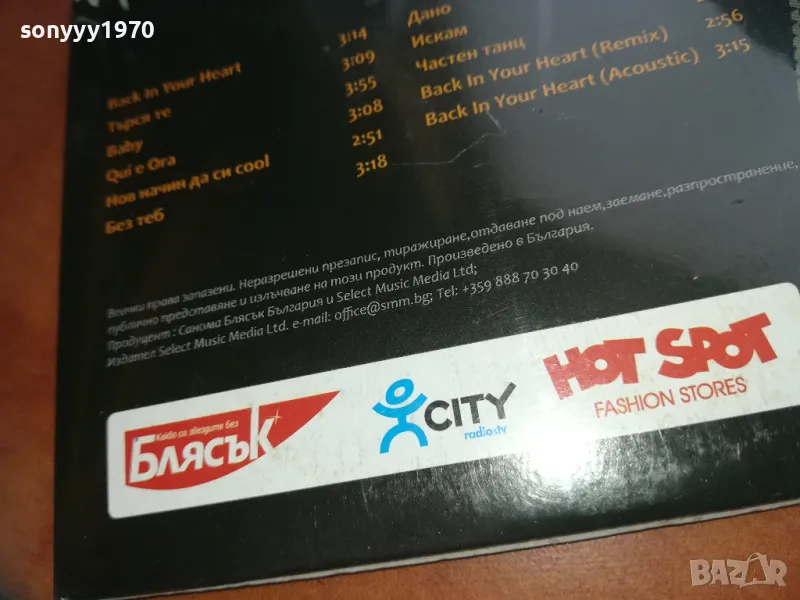 sonyyy1970
Back In Your Heart 3:14
Търся те 3:09
Baby 3:55
Qui e Ora 3:08
Нов начин да си cool 2:51
Без теб 3:18
Дано
Искам
Частен танц
Back In Your Heart (Remix) 2:56
Back In Your Heart (Acoustic) 3:15
Всички права запазени. Неразрешени презапис, тиражиране,отдаване под наем,заемане,разпространение,
публично представяне и излъчване на този продукт. Произведено в България.
Продуцент : Санома Блясък България и Select Music Media Ltd;
Издател Select Music Media Ltd. e-mail: office@smm.bg; Tel: +359 888 70 30 40
Какво са звездите без
БЛЯСЪК
CITY
radio&tv
HOT SPOT
FASHION STORES
BAZAR